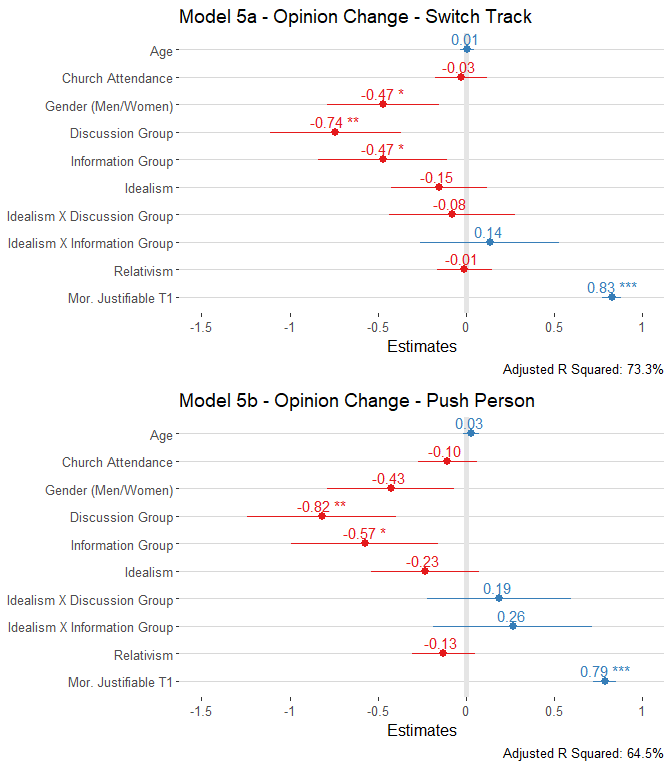 Model 5a - Opinion Change - Switch Track
Age
0.01
Church Attendance
-0.03
Gender (Men/Women)
-0.47 *
Discussion Group
-0.74 **
Information Group
-0.47 *
Idealism
-0.15
Idealism X Discussion Group
-0.08
Idealism X Information Group
0.14
Relativism
-0.01
Mor. Justifiable T1
0.83 ***
-1.5 -1 -0.5 0 0.5 1
Estimates
Adjusted R Squared: 73.3%
Model 5b - Opinion Change - Push Person
Age
0.03
Church Attendance
-0.10
Gender (Men/Women)
-0.43
Discussion Group
-0.82 **
Information Group
-0.57 *
Idealism
-0.23
Idealism X Discussion Group
0.19
Idealism X Information Group
0.26
Relativism
-0.13
Mor. Justifiable T1
0.79 ***
-1.5 -1 -0.5 0 0.5 1
Estimates
Adjusted R Squared: 64.5%